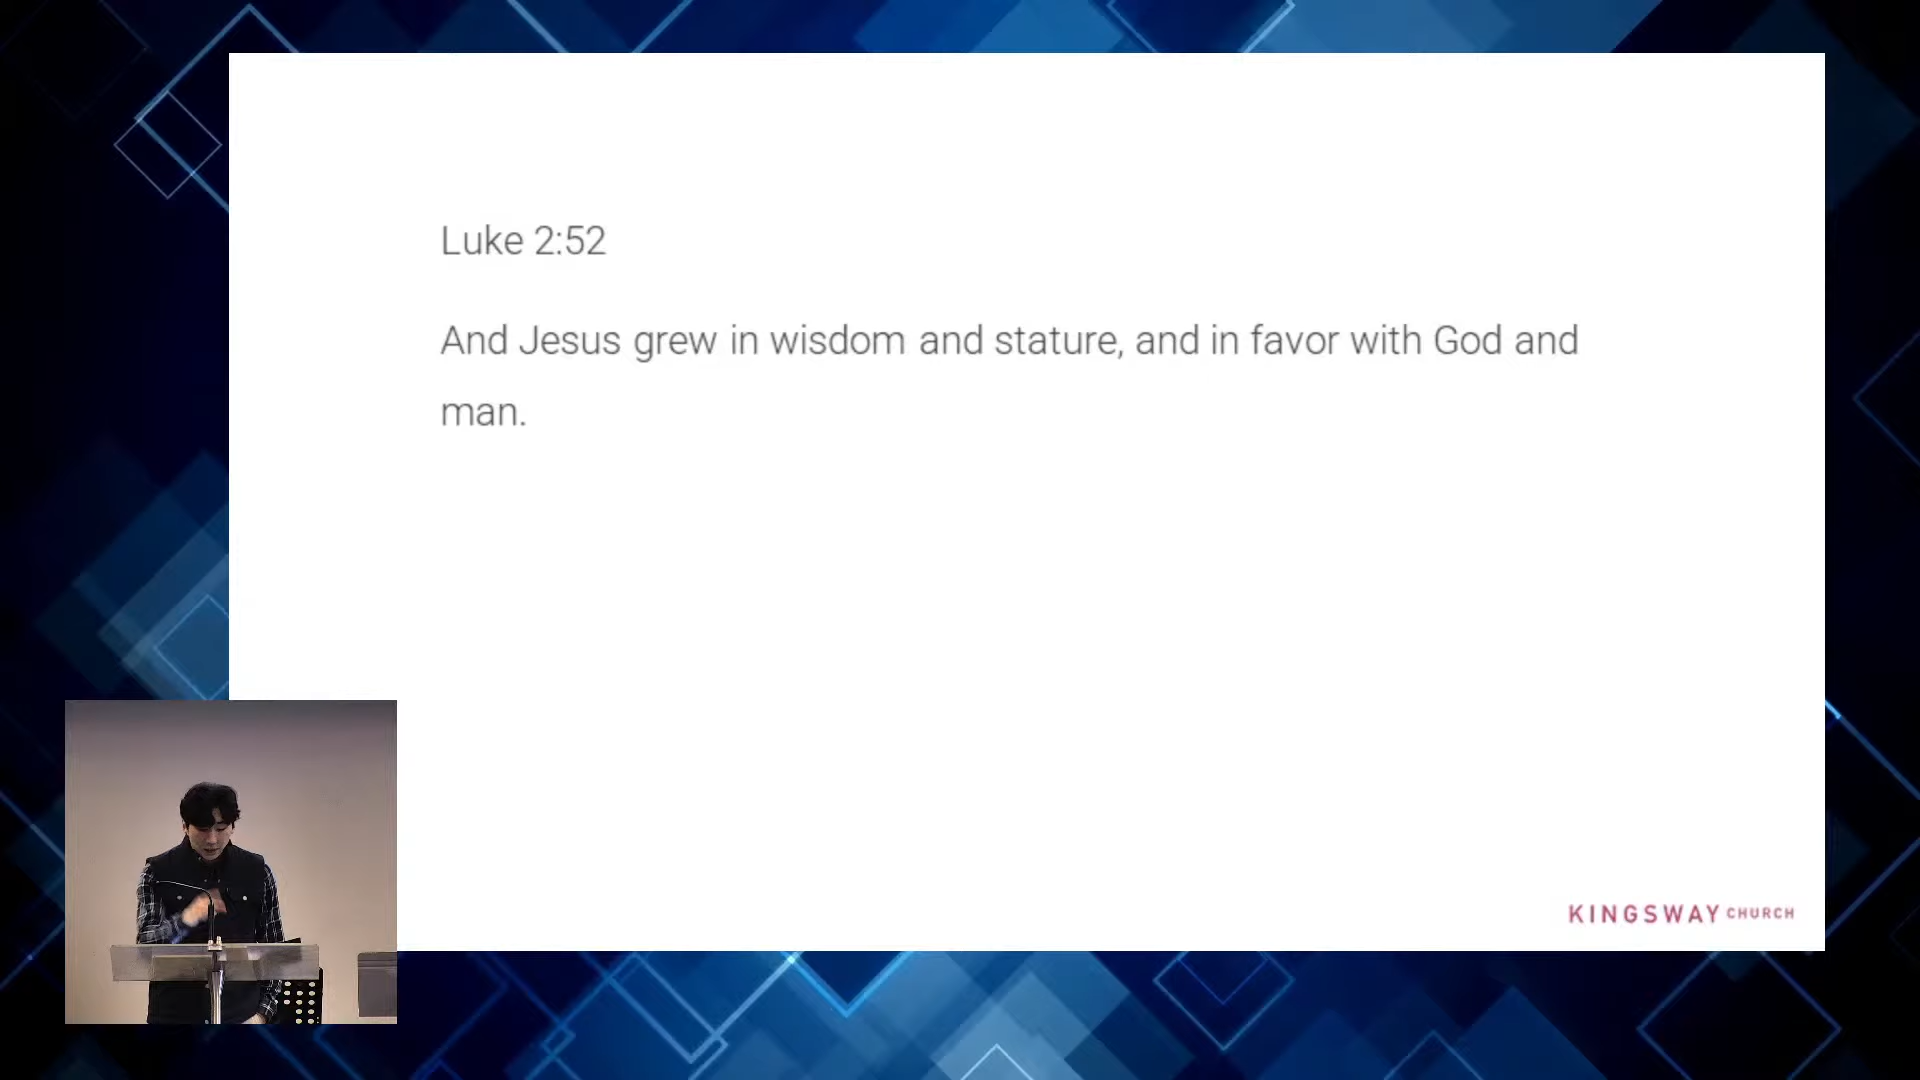 Luke 2:52
And Jesus grew in wisdom and stature, and in favor with God and
man.
KINGSWAY CHURCH